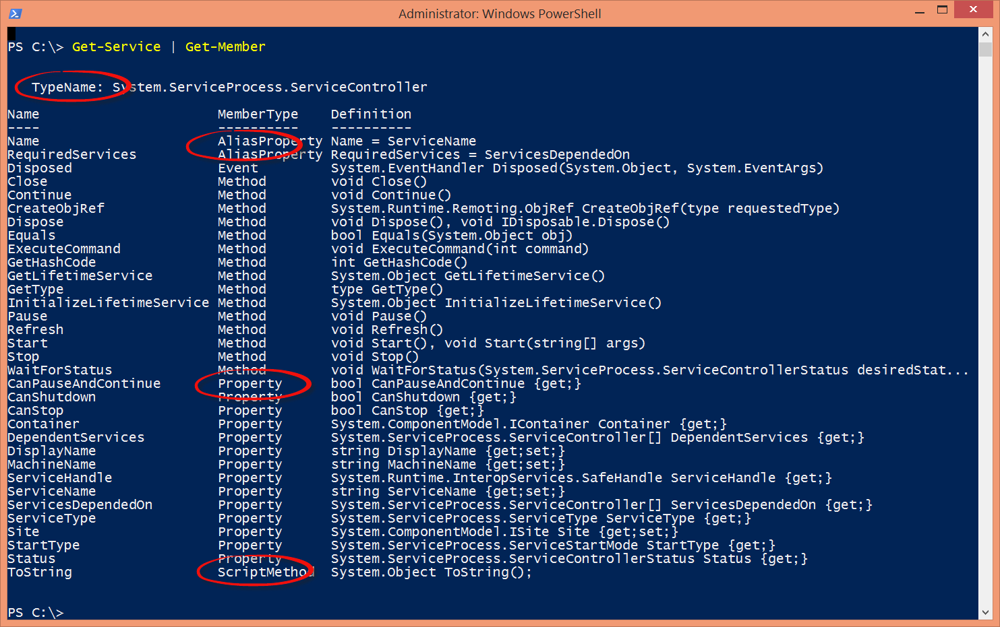 Administrator: Windows PowerShell
PS C:\> Get-Service | Get-Member
TypeName: System.ServiceProcess.ServiceController
Name MemberType Definition
---- ---------- ----------
Name AliasProperty Name = ServiceName
RequiredServices AliasProperty RequiredServices = ServicesDependedOn
Disposed Event System.EventHandler Disposed(System.Object, System.EventArgs)
Close Method void Close()
Continue Method void Continue()
CreateObjRef Method System.Runtime.Remoting.ObjRef CreateObjRef(type requestedType)
Dispose Method void Dispose(), void IDisposable.Dispose()
Equals Method bool Equals(System.Object obj)
ExecuteCommand Method void ExecuteCommand(int command)
GetHashCode Method int GetHashCode()
GetLifetimeService Method System.Object GetLifetimeService()
GetType Method type GetType()
InitializeLifetimeService Method System.Object InitializeLifetimeService()
Pause Method void Pause()
Refresh Method void Refresh()
Start Method void Start(), void Start(string[] args)
Stop Method void Stop()
WaitForStatus Method void WaitForStatus(System.ServiceProcess.ServiceControllerStatus desiredStat...
CanPauseAndContinue Property bool CanPauseAndContinue {get;}
CanShutdown Property bool CanShutdown {get;}
CanStop Property bool CanStop {get;}
Container Property System.ComponentModel.IContainer Container {get;}
DependentServices Property System.ServiceProcess.ServiceController[] DependentServices {get;}
DisplayName Property string DisplayName {get;set;}
MachineName Property string MachineName {get;set;}
ServiceHandle Property System.Runtime.InteropServices.SafeHandle ServiceHandle {get;}
ServiceName Property string ServiceName {get;set;}
ServicesDependedOn Property System.ServiceProcess.ServiceController[] ServicesDependedOn {get;}
ServiceType Property System.ServiceProcess.ServiceType ServiceType {get;}
Site Property System.ComponentModel.ISite Site {get;set;}
StartType Property System.ServiceProcess.ServiceStartMode StartType {get;}
Status Property System.ServiceProcess.ServiceControllerStatus Status {get;}
ToString ScriptMethod System.Object ToString();
PS C:\>